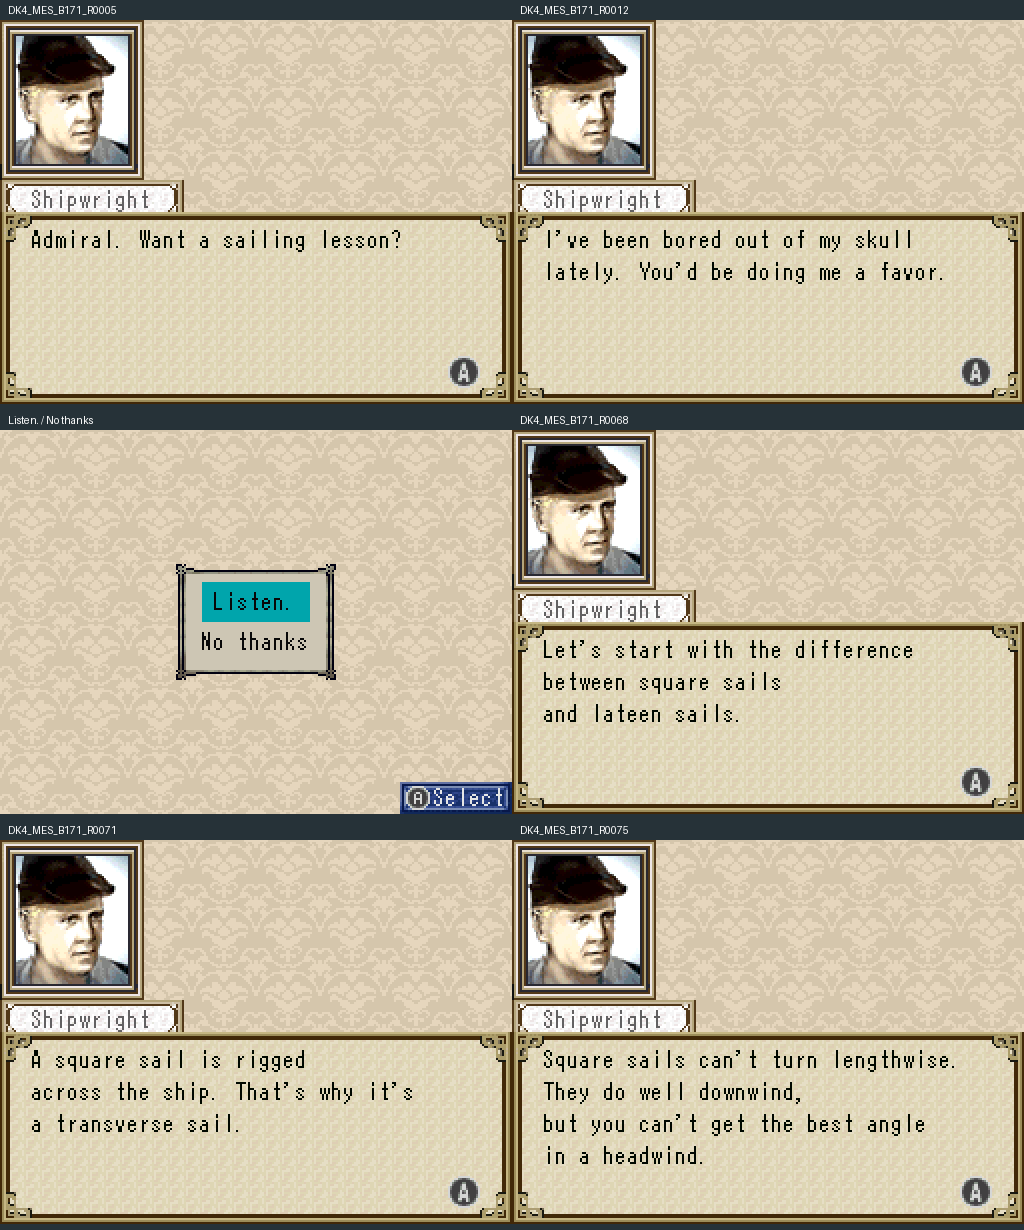 DK4_MES_B171_R0005
Shipwright
Admiral. Want a sailing lesson?
A
DK4_MES_B171_R0012
Shipwright
I've been bored out of my skull
lately. You'd be doing me a favor.
A
Listen. / No thanks
Listen.
No thanks
A Select
DK4_MES_B171_R0068
Shipwright
Let's start with the difference
between square sails
and lateen sails.
A
DK4_MES_B171_R0071
Shipwright
A square sail is rigged
across the ship. That's why it's
a transverse sail.
A
DK4_MES_B171_R0075
Shipwright
Square sails can't turn lengthwise.
They do well downwind,
but you can't get the best angle
in a headwind.
A